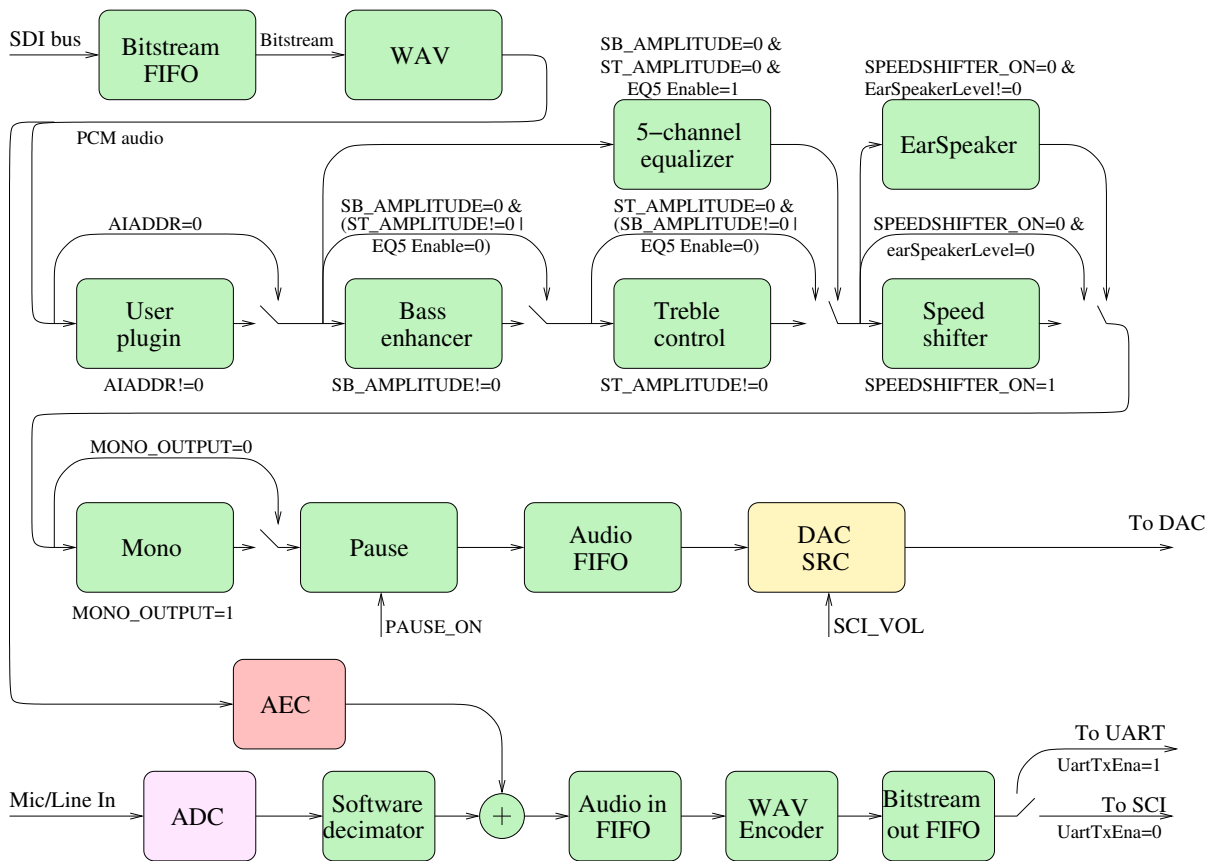 SDI bus
Bitstream
FIFO
Bitstream
WAV
PCM audio
SB_AMPLITUDE=0 &
ST_AMPLITUDE=0 &
EQ5 Enable=1
5−channel
equalizer
SPEEDSHIFTER_ON=0 &
EarSpeakerLevel!=0
EarSpeaker
AIADDR=0
SB_AMPLITUDE=0 &
(ST_AMPLITUDE!=0 |
EQ5 Enable=0)
ST_AMPLITUDE=0 &
(SB_AMPLITUDE!=0 |
EQ5 Enable=0)
SPEEDSHIFTER_ON=0 &
earSpeakerLevel=0
User
plugin
Bass
enhancer
Treble
control
Speed
shifter
AIADDR!=0
SB_AMPLITUDE!=0
ST_AMPLITUDE!=0
SPEEDSHIFTER_ON=1
MONO_OUTPUT=0
Mono
Pause
Audio
FIFO
DAC
SRC
To DAC
MONO_OUTPUT=1
PAUSE_ON
SCI_VOL
AEC
Mic/Line In
ADC
Software
decimator
+
Audio in
FIFO
WAV
Encoder
Bitstream
out FIFO
To UART
UartTxEna=1
To SCI
UartTxEna=0